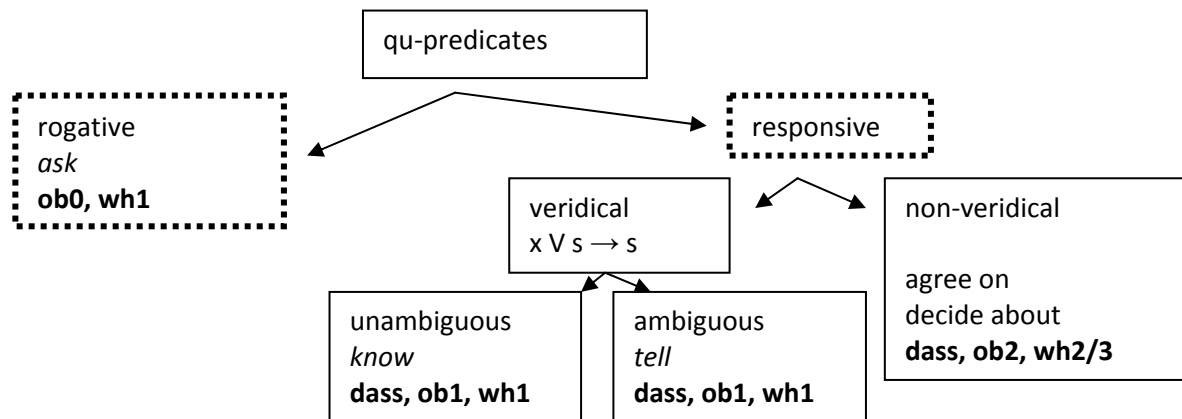 qu-predicates
rogative
ask
ob0, wh1
responsive
veridical
x V s → s
non-veridical
agree on
decide about
dass, ob2, wh2/3
unambiguous
know
dass, ob1, wh1
ambiguous
tell
dass, ob1, wh1